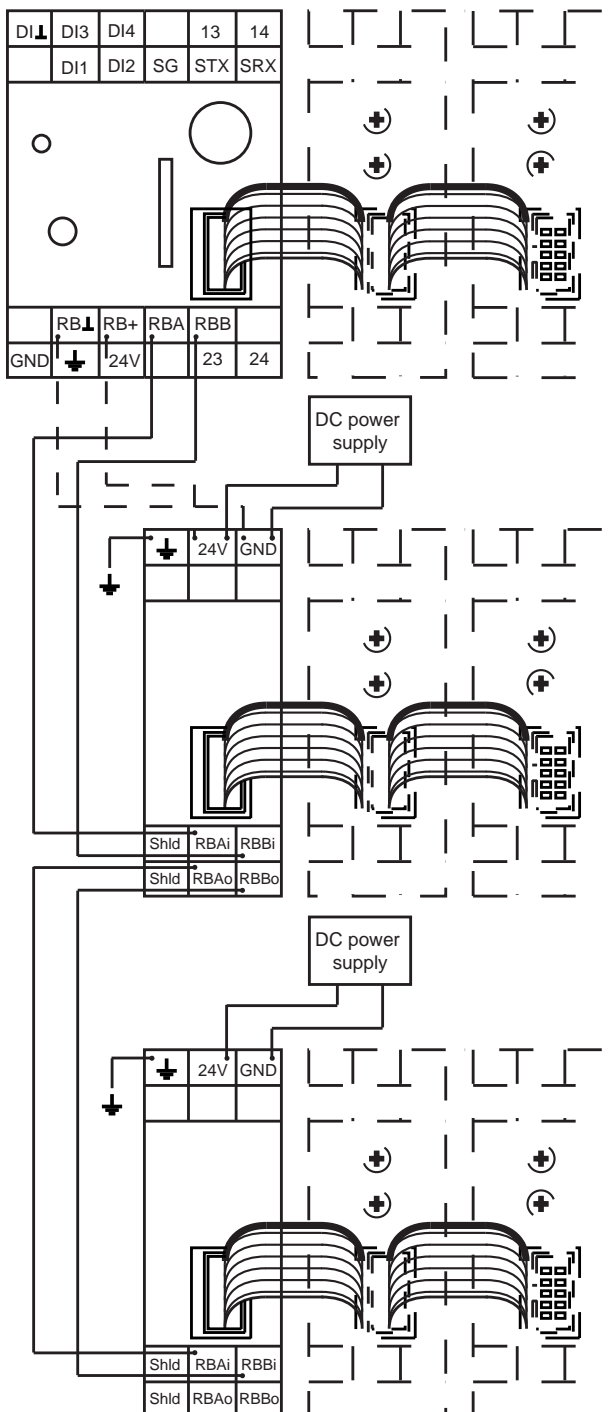 DI⊥ DI3 DI4 13 14
DI1 DI2 SG STX SRX
RB⊥ RB+ RBA RBB
GND 24V 23 24
DC power
supply
24V GND
Shld RBAi RBBi
Shld RBAo RBBo
DC power
supply
24V GND
Shld RBAi RBBi
Shld RBAo RBBo